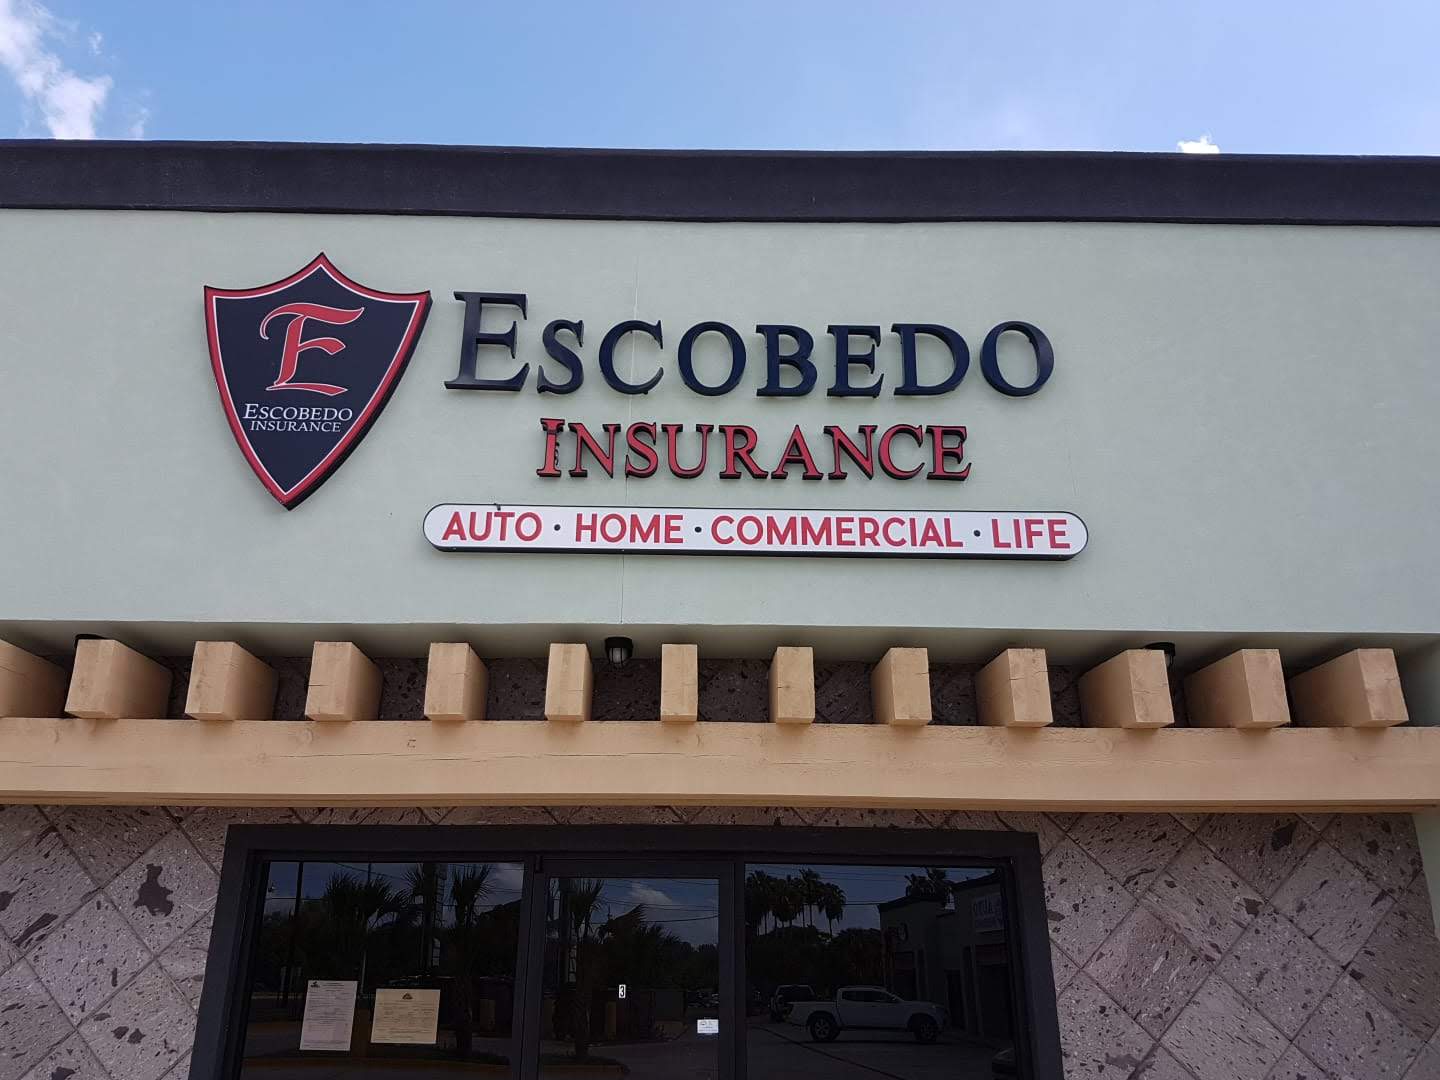 E
ESCOBEDO
INSURANCE
ESCOBEDO
INSURANCE
AUTO · HOME · COMMERCIAL · LIFE
3